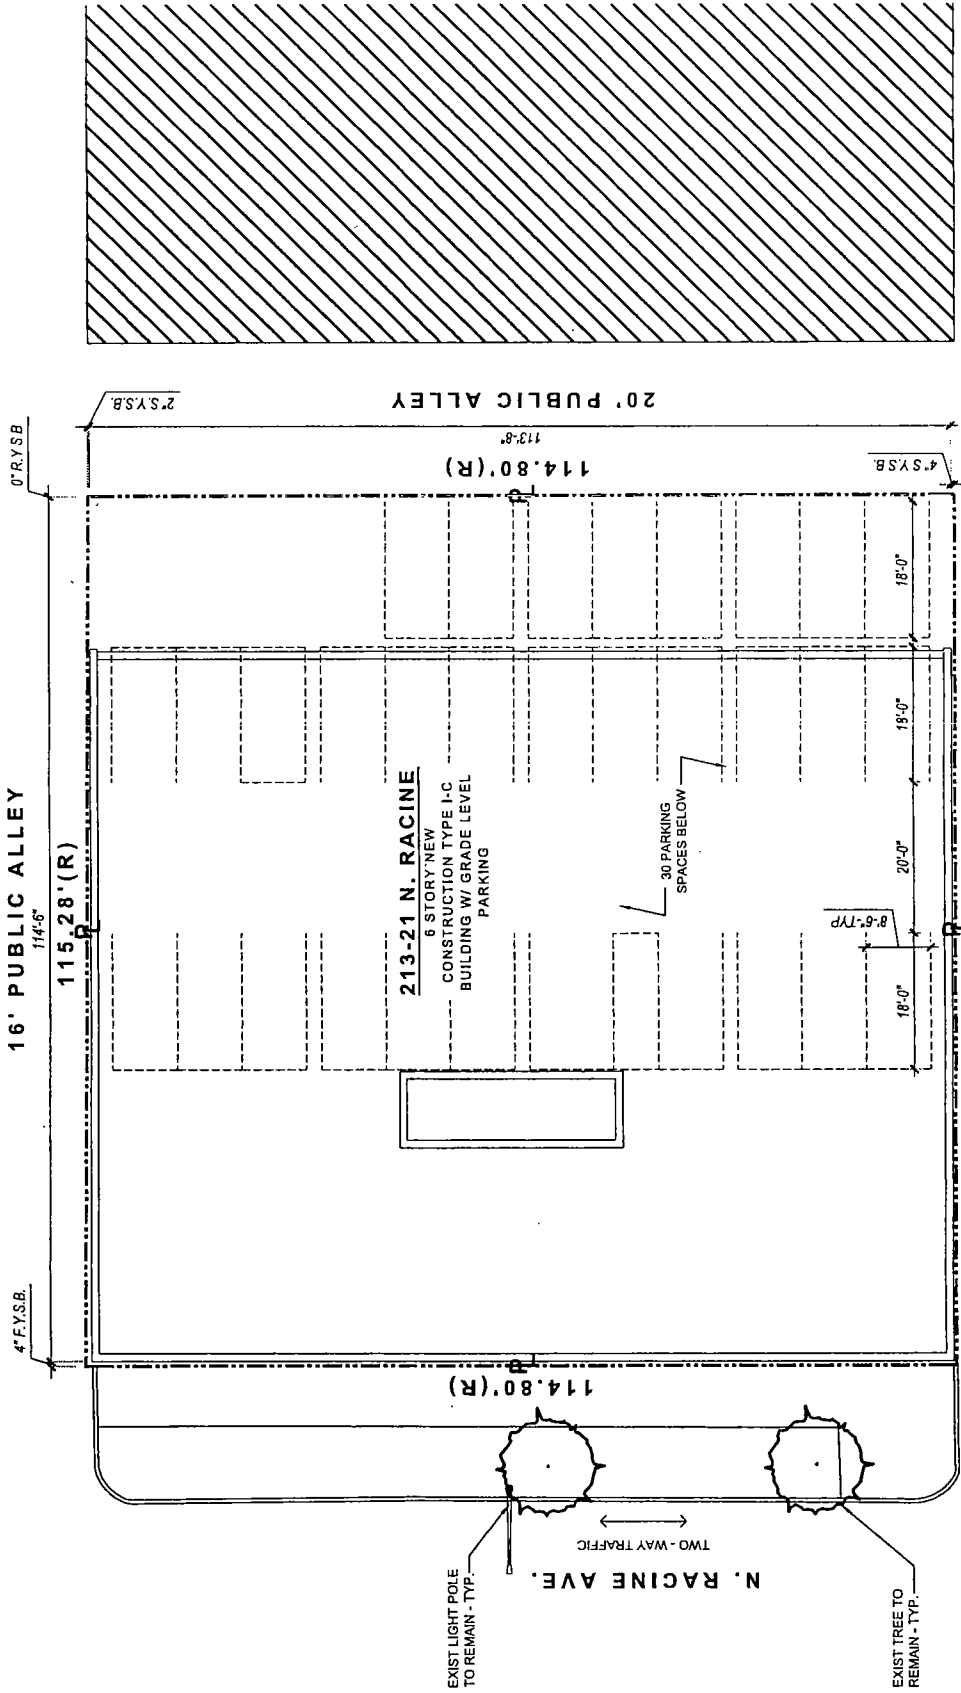 16' PUBLIC ALLEY
114'-6"
115.28'(R)
4" F.Y.S.B.
0" R.Y.S.B
2" S.Y.S.B.
20' PUBLIC ALLEY
113'-8"
114.80'(R)
4" S.Y.S.B.
213-21 N. RACINE
6 STORY NEW
CONSTRUCTION TYPE I-C
BUILDING W/ GRADE LEVEL
PARKING
30 PARKING
SPACES BELOW
18'-0"
18'-0"
20'-0"
18'-0"
8'-6"-TYP
114.80'(R)
TWO - WAY TRAFFIC
N. RACINE AVE.
EXIST LIGHT POLE
TO REMAIN - TYP.
EXIST TREE TO
REMAIN - TYP.